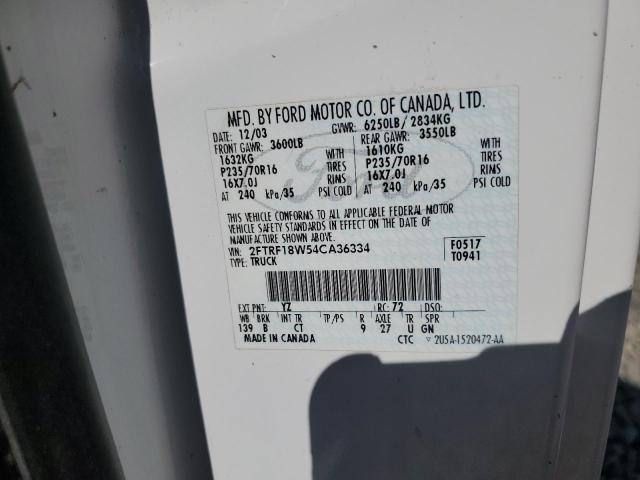 MFD. BY FORD MOTOR CO. OF CANADA, LTD.
DATE: 12/03 GVWR: 6250LB/ 2834KG
FRONT GAWR: 3600LB REAR GAWR: 3550LB
1632KG WITH 1610KG WITH
P235/70R16 TIRES P235/70R16 TIRES
16X7.0J RIMS 16X7.0J RIMS
AT 240 kPa/35 PSI COLD AT 240 kPa/35 PSI COLD
THIS VEHICLE CONFORMS TO ALL APPLICABLE FEDERAL MOTOR
VEHICLE SAFETY STANDARDS IN EFFECT ON THE DATE OF
MANUFACTURE SHOWN ABOVE.
VIN: 2FTRF18W54CA36334 F0517
TYPE: TRUCK T0941
EXT PNT: YZ RC: 72 DSO:
WB BRK INT TR TP/PS R AXLE TR SPR
139 B CT 9 27 U GN
MADE IN CANADA CTC ▽ 2U5A-1520472-AA
Ford